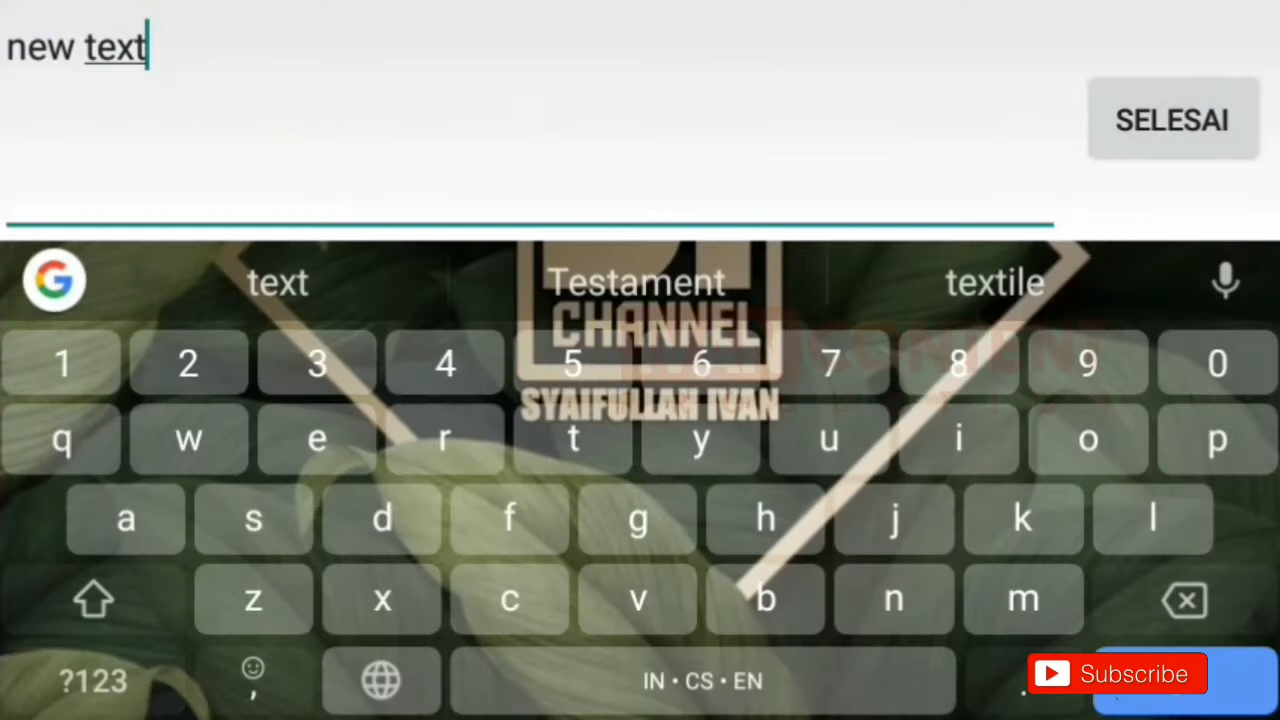 new text
SELESAI
text Testament textile
CHANNEL
1 2 3 4 5 6 7 8 9 0
SYAIFULLAH IVAN
q w e r t y u i o p
a s d f g h j k l
z x c v b n m
?123 , IN • CS • EN .
Subscribe